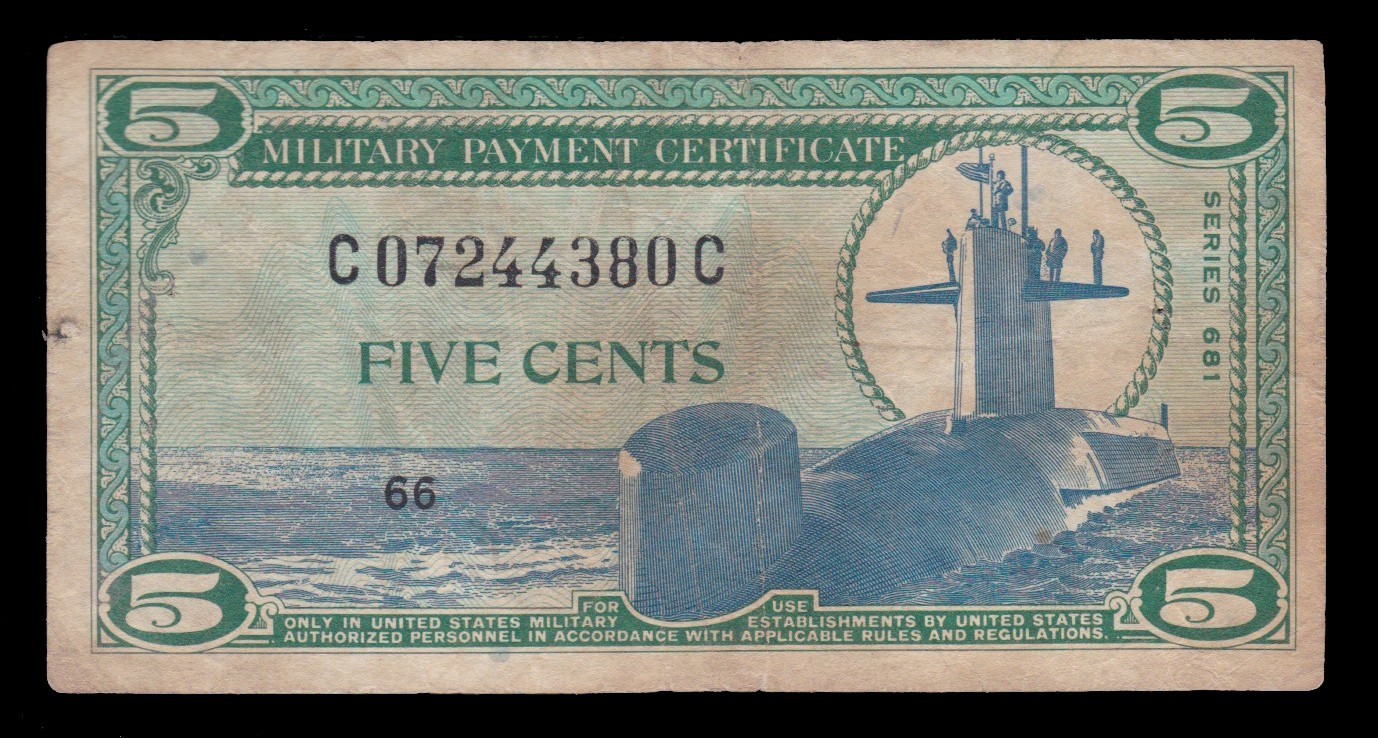 5
5
MILITARY PAYMENT CERTIFICATE
SERIES 681
C07244380C
FIVE CENTS
66
5
5
FOR USE
ONLY IN UNITED STATES MILITARY ESTABLISHMENTS BY UNITED STATES
AUTHORIZED PERSONNEL IN ACCORDANCE WITH APPLICABLE RULES AND REGULATIONS.